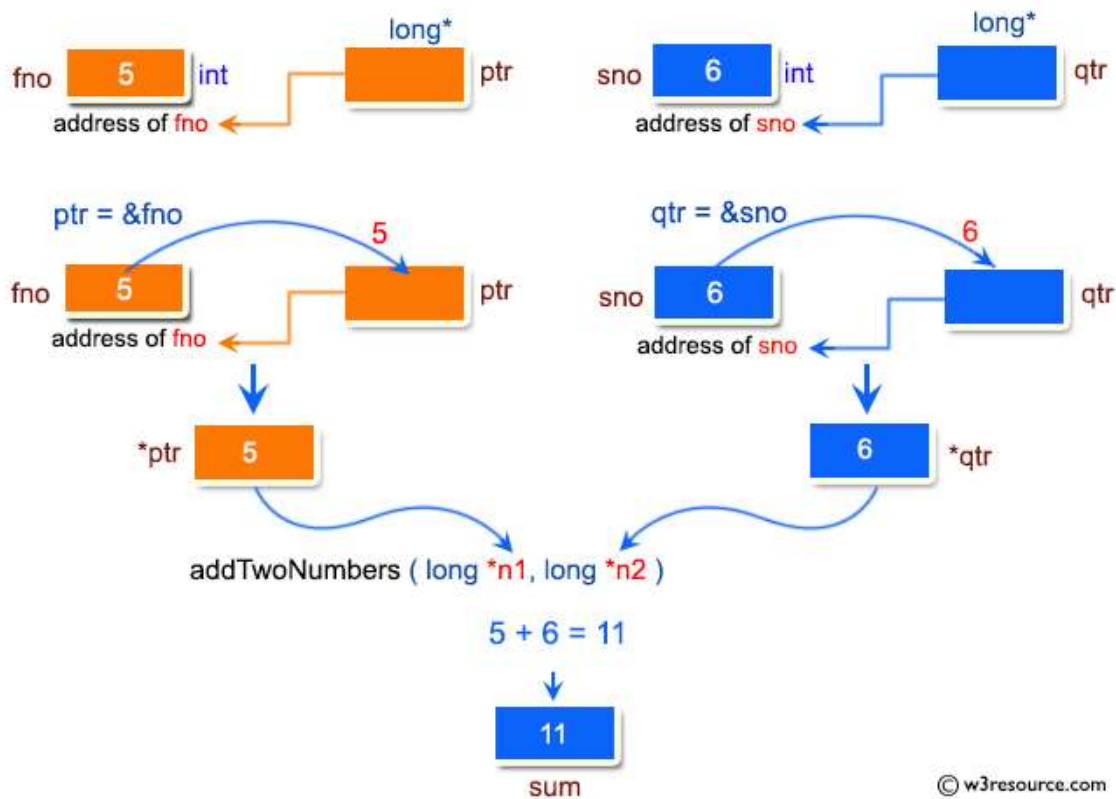 long* long*
fno 5 int ptr sno 6 int qtr
address of fno address of sno
ptr = &fno 5 qtr = &sno 6
fno 5 ptr sno 6 qtr
address of fno address of sno
*ptr 5 6 *qtr
addTwoNumbers ( long *n1, long *n2 )
5 + 6 = 11
11
sum
© w3resource.com